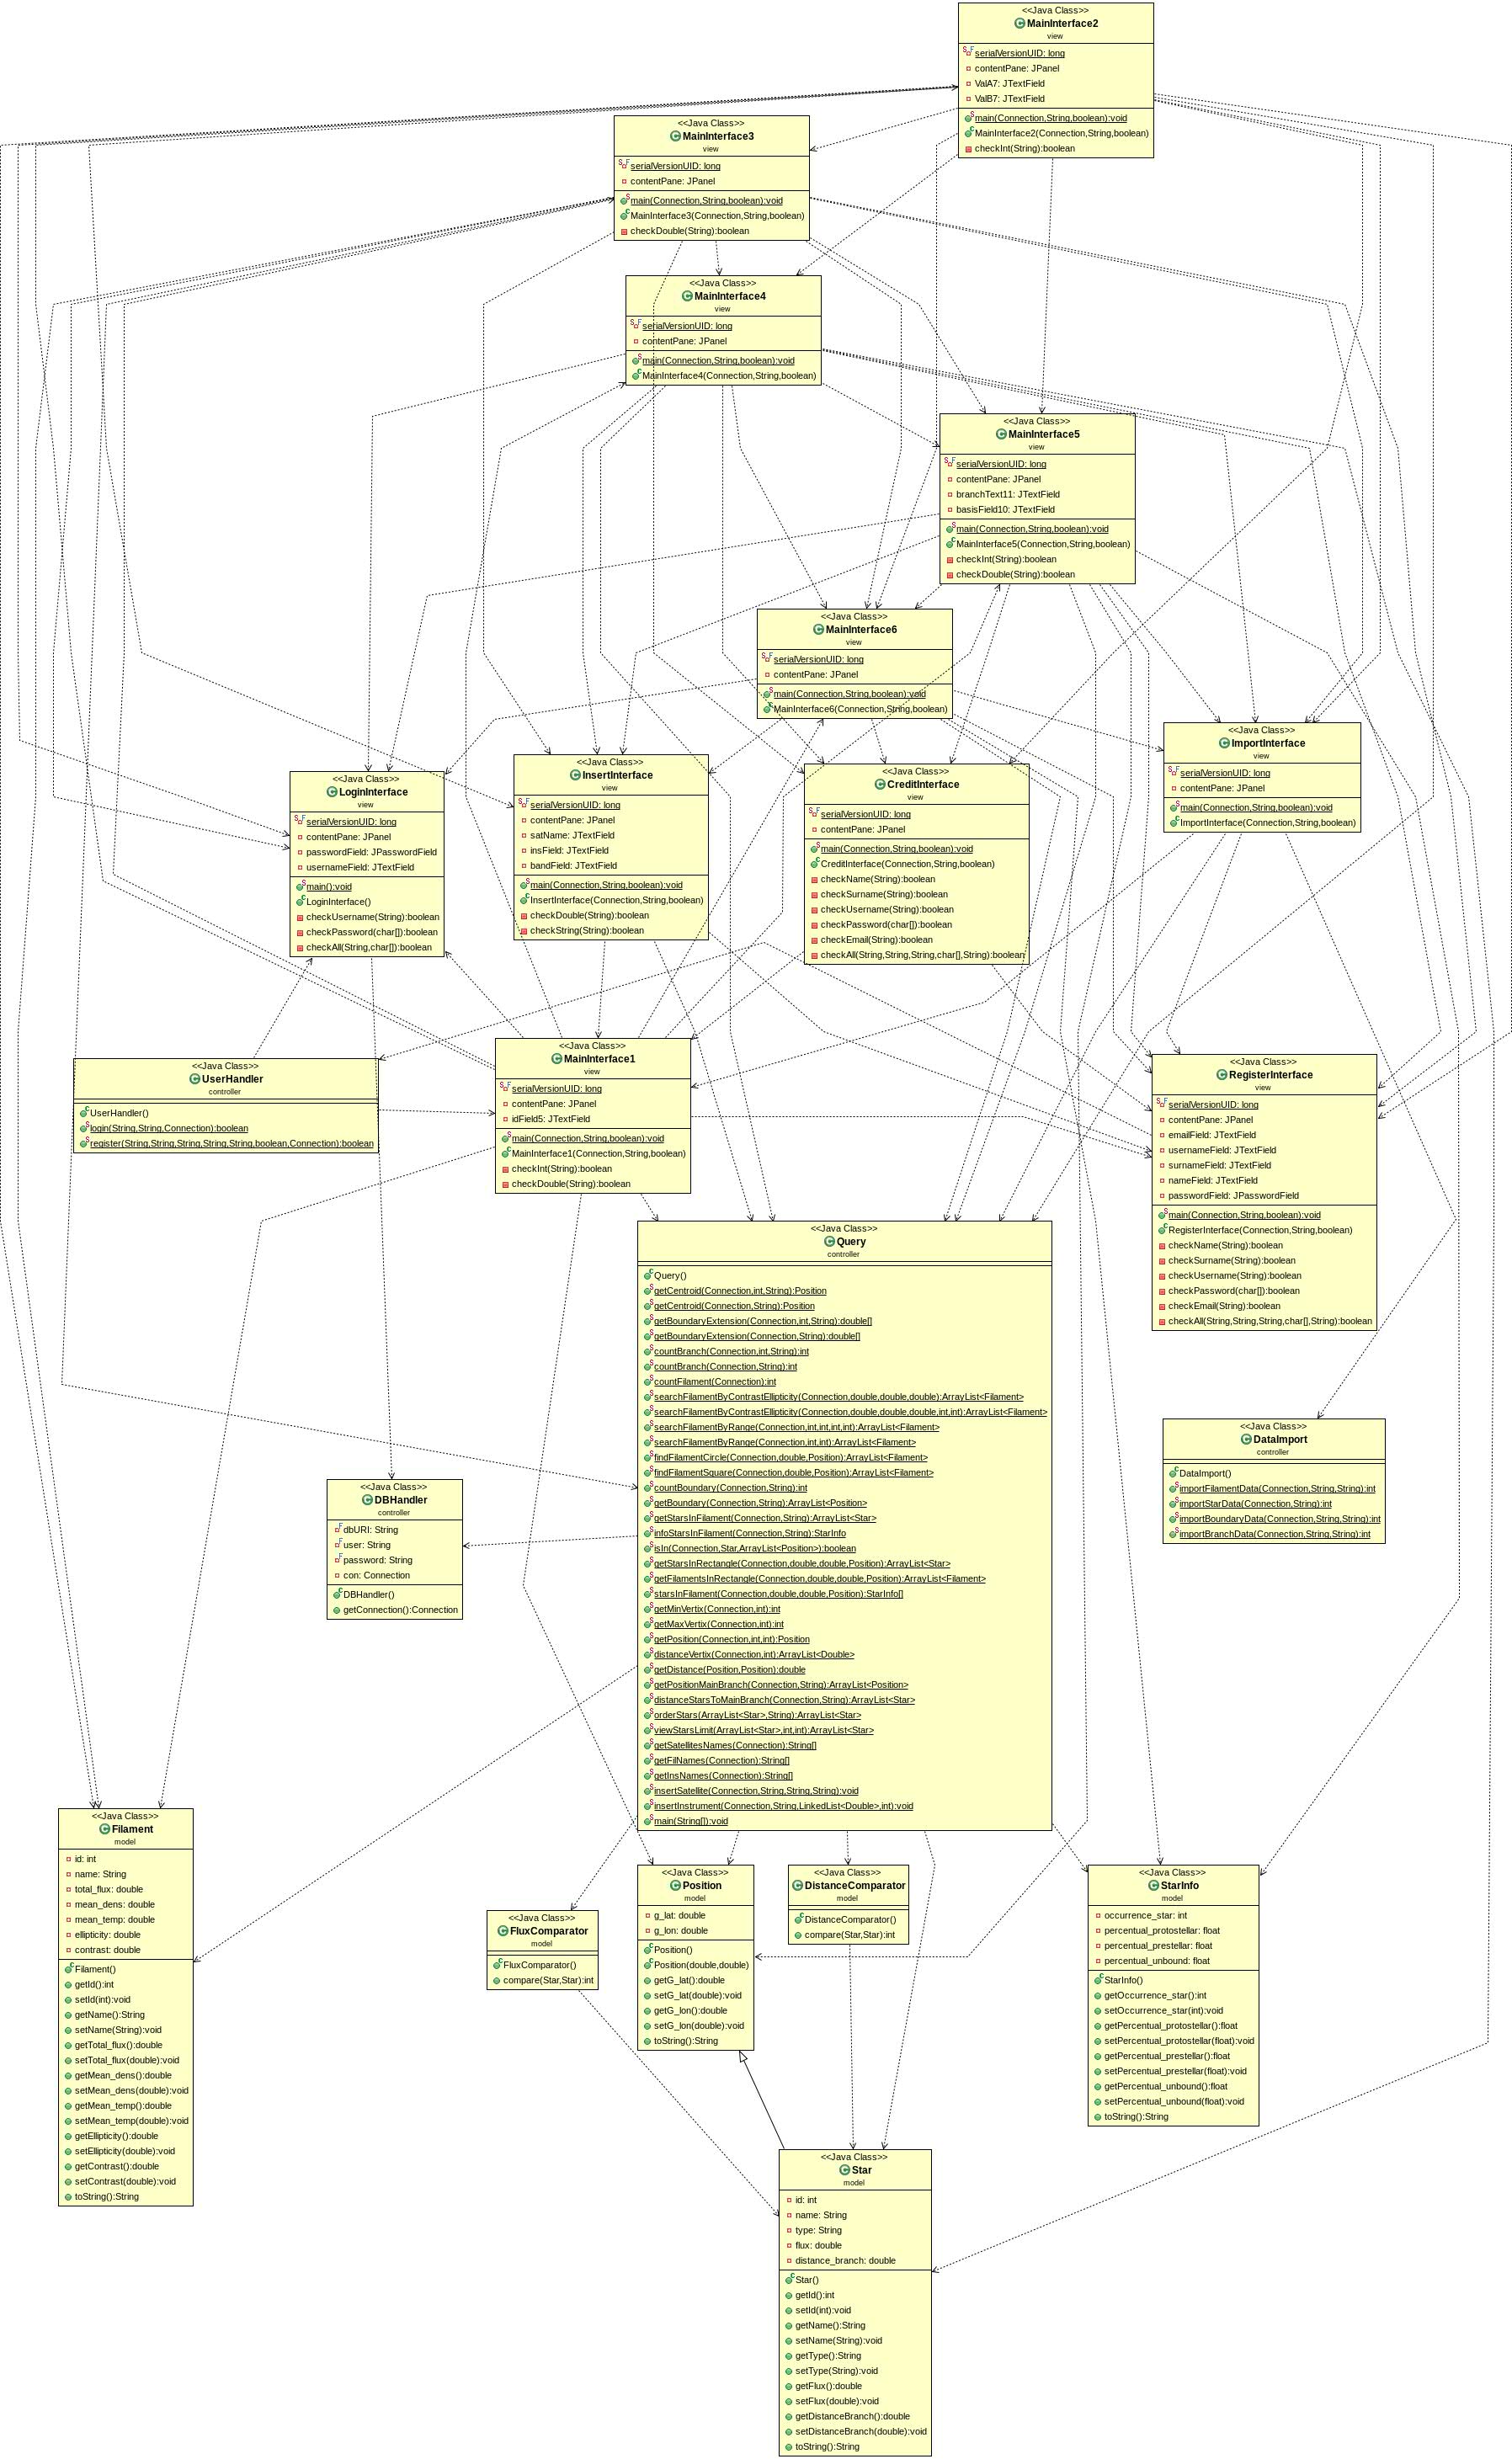 <<Java Class>>
MainInterface2
view
serialVersionUID: long
contentPane: JPanel
ValA7: JTextField
ValB7: JTextField
main(Connection,String,boolean):void
MainInterface2(Connection,String,boolean)
checkInt(String):boolean
<<Java Class>>
MainInterface3
view
serialVersionUID: long
contentPane: JPanel
main(Connection,String,boolean):void
MainInterface3(Connection,String,boolean)
checkDouble(String):boolean
<<Java Class>>
MainInterface4
view
serialVersionUID: long
contentPane: JPanel
main(Connection,String,boolean):void
MainInterface4(Connection,String,boolean)
<<Java Class>>
MainInterface5
view
serialVersionUID: long
contentPane: JPanel
branchText11: JTextField
basisField10: JTextField
main(Connection,String,boolean):void
MainInterface5(Connection,String,boolean)
checkInt(String):boolean
checkDouble(String):boolean
<<Java Class>>
MainInterface6
view
serialVersionUID: long
contentPane: JPanel
main(Connection,String,boolean):void
MainInterface6(Connection,String,boolean)
<<Java Class>>
ImportInterface
view
serialVersionUID: long
contentPane: JPanel
main(Connection,String,boolean):void
ImportInterface(Connection,String,boolean)
<<Java Class>>
LoginInterface
view
serialVersionUID: long
contentPane: JPanel
passwordField: JPasswordField
usernameField: JTextField
main():void
LoginInterface()
checkUsername(String):boolean
checkPassword(char[]):boolean
checkAll(String,char[]):boolean
<<Java Class>>
InsertInterface
view
serialVersionUID: long
contentPane: JPanel
satName: JTextField
insField: JTextField
bandField: JTextField
main(Connection,String,boolean):void
InsertInterface(Connection,String,boolean)
checkDouble(String):boolean
checkString(String):boolean
<<Java Class>>
CreditInterface
view
serialVersionUID: long
contentPane: JPanel
main(Connection,String,boolean):void
CreditInterface(Connection,String,boolean)
checkName(String):boolean
checkSurname(String):boolean
checkUsername(String):boolean
checkPassword(char[]):boolean
checkEmail(String):boolean
checkAll(String,String,String,char[],String):boolean
<<Java Class>>
UserHandler
controller
UserHandler()
login(String,String,Connection):boolean
register(String,String,String,String,String,boolean,Connection):boolean
<<Java Class>>
MainInterface1
view
serialVersionUID: long
contentPane: JPanel
idField5: JTextField
main(Connection,String,boolean):void
MainInterface1(Connection,String,boolean)
checkInt(String):boolean
checkDouble(String):boolean
<<Java Class>>
RegisterInterface
view
serialVersionUID: long
contentPane: JPanel
emailField: JTextField
usernameField: JTextField
surnameField: JTextField
nameField: JTextField
passwordField: JPasswordField
main(Connection,String,boolean):void
RegisterInterface(Connection,String,boolean)
checkName(String):boolean
checkSurname(String):boolean
checkUsername(String):boolean
checkPassword(char[]):boolean
checkEmail(String):boolean
checkAll(String,String,String,char[],String):boolean
<<Java Class>>
Query
controller
Query()
getCentroid(Connection,int,String):Position
getCentroid(Connection,String):Position
getBoundaryExtension(Connection,int,String):double[]
getBoundaryExtension(Connection,String):double[]
countBranch(Connection,int,String):int
countBranch(Connection,String):int
countFilament(Connection):int
searchFilamentByContrastEllipticity(Connection,double,double,double):ArrayList<Filament>
searchFilamentByContrastEllipticity(Connection,double,double,double,int,int):ArrayList<Filament>
searchFilamentByRange(Connection,int,int,int,int):ArrayList<Filament>
searchFilamentByRange(Connection,int,int):ArrayList<Filament>
findFilamentCircle(Connection,double,Position):ArrayList<Filament>
findFilamentSquare(Connection,double,Position):ArrayList<Filament>
countBoundary(Connection,String):int
getBoundary(Connection,String):ArrayList<Position>
getStarsInFilament(Connection,String):ArrayList<Star>
infoStarsInFilament(Connection,String):StarInfo
isIn(Connection,Star,ArrayList<Position>):boolean
getStarsInRectangle(Connection,double,double,Position):ArrayList<Star>
getFilamentsInRectangle(Connection,double,double,Position):ArrayList<Filament>
starsInFilament(Connection,double,double,Position):StarInfo[]
getMinVertix(Connection,int):int
getMaxVertix(Connection,int):int
getPosition(Connection,int,int):Position
distanceVertix(Connection,int):ArrayList<Double>
getDistance(Position,Position):double
getPositionMainBranch(Connection,String):ArrayList<Position>
distanceStarsToMainBranch(Connection,String):ArrayList<Star>
orderStars(ArrayList<Star>,String):ArrayList<Star>
viewStarsLimit(ArrayList<Star>,int,int):ArrayList<Star>
getSatellitesNames(Connection):String[]
getFilNames(Connection):String[]
getInsNames(Connection):String[]
insertSatellite(Connection,String,String,String):void
insertInstrument(Connection,String,LinkedList<Double>,int):void
main(String[]):void
<<Java Class>>
DataImport
controller
DataImport()
importFilamentData(Connection,String,String):int
importStarData(Connection,String):int
importBoundaryData(Connection,String,String):int
importBranchData(Connection,String,String):int
<<Java Class>>
DBHandler
controller
dbURI: String
user: String
password: String
con: Connection
DBHandler()
getConnection():Connection
<<Java Class>>
Filament
model
id: int
name: String
total_flux: double
mean_dens: double
mean_temp: double
ellipticity: double
contrast: double
Filament()
getId():int
setId(int):void
getName():String
setName(String):void
getTotal_flux():double
setTotal_flux(double):void
getMean_dens():double
setMean_dens(double):void
getMean_temp():double
setMean_temp(double):void
getEllipticity():double
setEllipticity(double):void
getContrast():double
setContrast(double):void
toString():String
<<Java Class>>
FluxComparator
model
FluxComparator()
compare(Star,Star):int
<<Java Class>>
Position
model
g_lat: double
g_lon: double
Position()
Position(double,double)
getG_lat():double
setG_lat(double):void
getG_lon():double
setG_lon(double):void
toString():String
<<Java Class>>
DistanceComparator
model
DistanceComparator()
compare(Star,Star):int
<<Java Class>>
StarInfo
model
occurrence_star: int
percentual_protostellar: float
percentual_prestellar: float
percentual_unbound: float
StarInfo()
getOccurrence_star():int
setOccurrence_star(int):void
getPercentual_protostellar():float
setPercentual_protostellar(float):void
getPercentual_prestellar():float
setPercentual_prestellar(float):void
getPercentual_unbound():float
setPercentual_unbound(float):void
toString():String
<<Java Class>>
Star
model
id: int
name: String
type: String
flux: double
distance_branch: double
Star()
getId():int
setId(int):void
getName():String
setName(String):void
getType():String
setType(String):void
getFlux():double
setFlux(double):void
getDistanceBranch():double
setDistanceBranch(double):void
toString():String